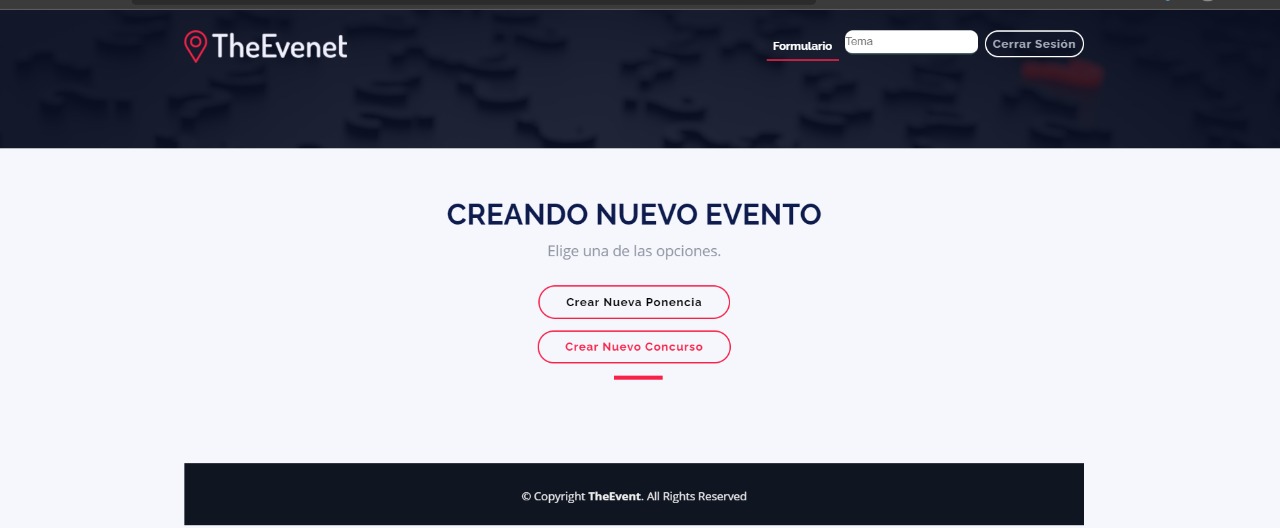 TheEvenet
Formulario
Tema
Cerrar Sesión
CREANDO NUEVO EVENTO
Elige una de las opciones.
Crear Nueva Ponencia
Crear Nuevo Concurso
© Copyright TheEvent. All Rights Reserved